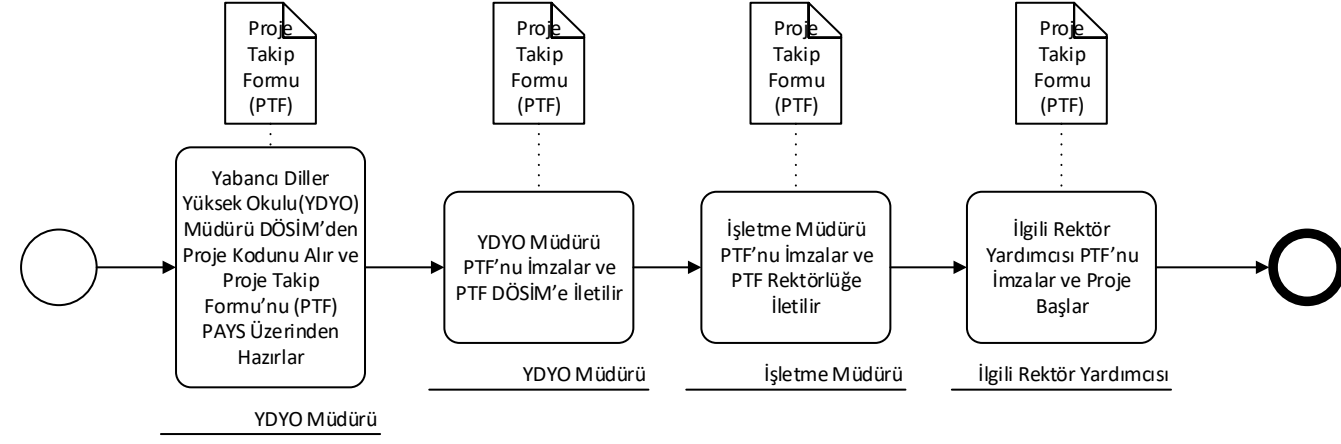 Proje
Takip
Formu
(PTF)
Proje
Takip
Formu
(PTF)
Proje
Takip
Formu
(PTF)
Proje
Takip
Formu
(PTF)
Yabancı Diller
Yüksek Okulu(YDYO)
Müdürü DÖSİM’den
Proje Kodunu Alır ve
Proje Takip
Formu’nu (PTF)
PAYS Üzerinden
Hazırlar
YDYO Müdürü
PTF’nu İmzalar ve
PTF DÖSİM’e İletilir
İşletme Müdürü
PTF’nu İmzalar ve
PTF Rektörlüğe
İletilir
İlgili Rektör
Yardımcısı PTF’nu
İmzalar ve Proje
Başlar
YDYO Müdürü
YDYO Müdürü
İşletme Müdürü
İlgili Rektör Yardımcısı